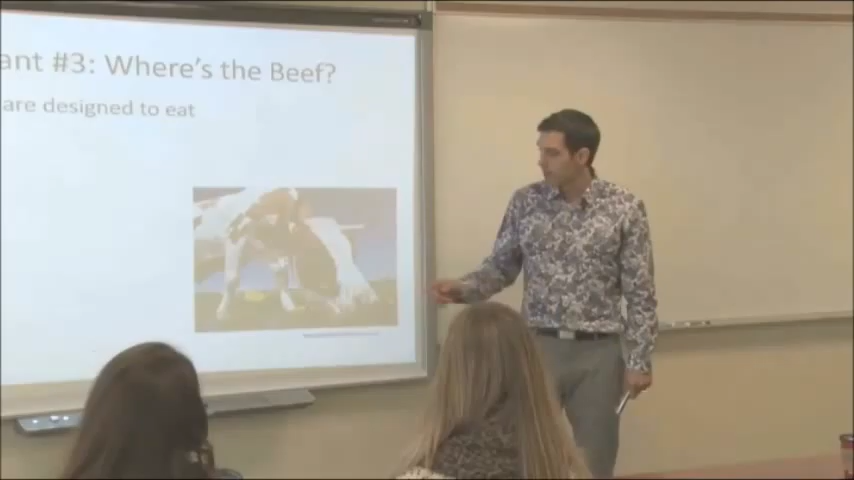 ant #3: Where's the Beef?
are designed to eat